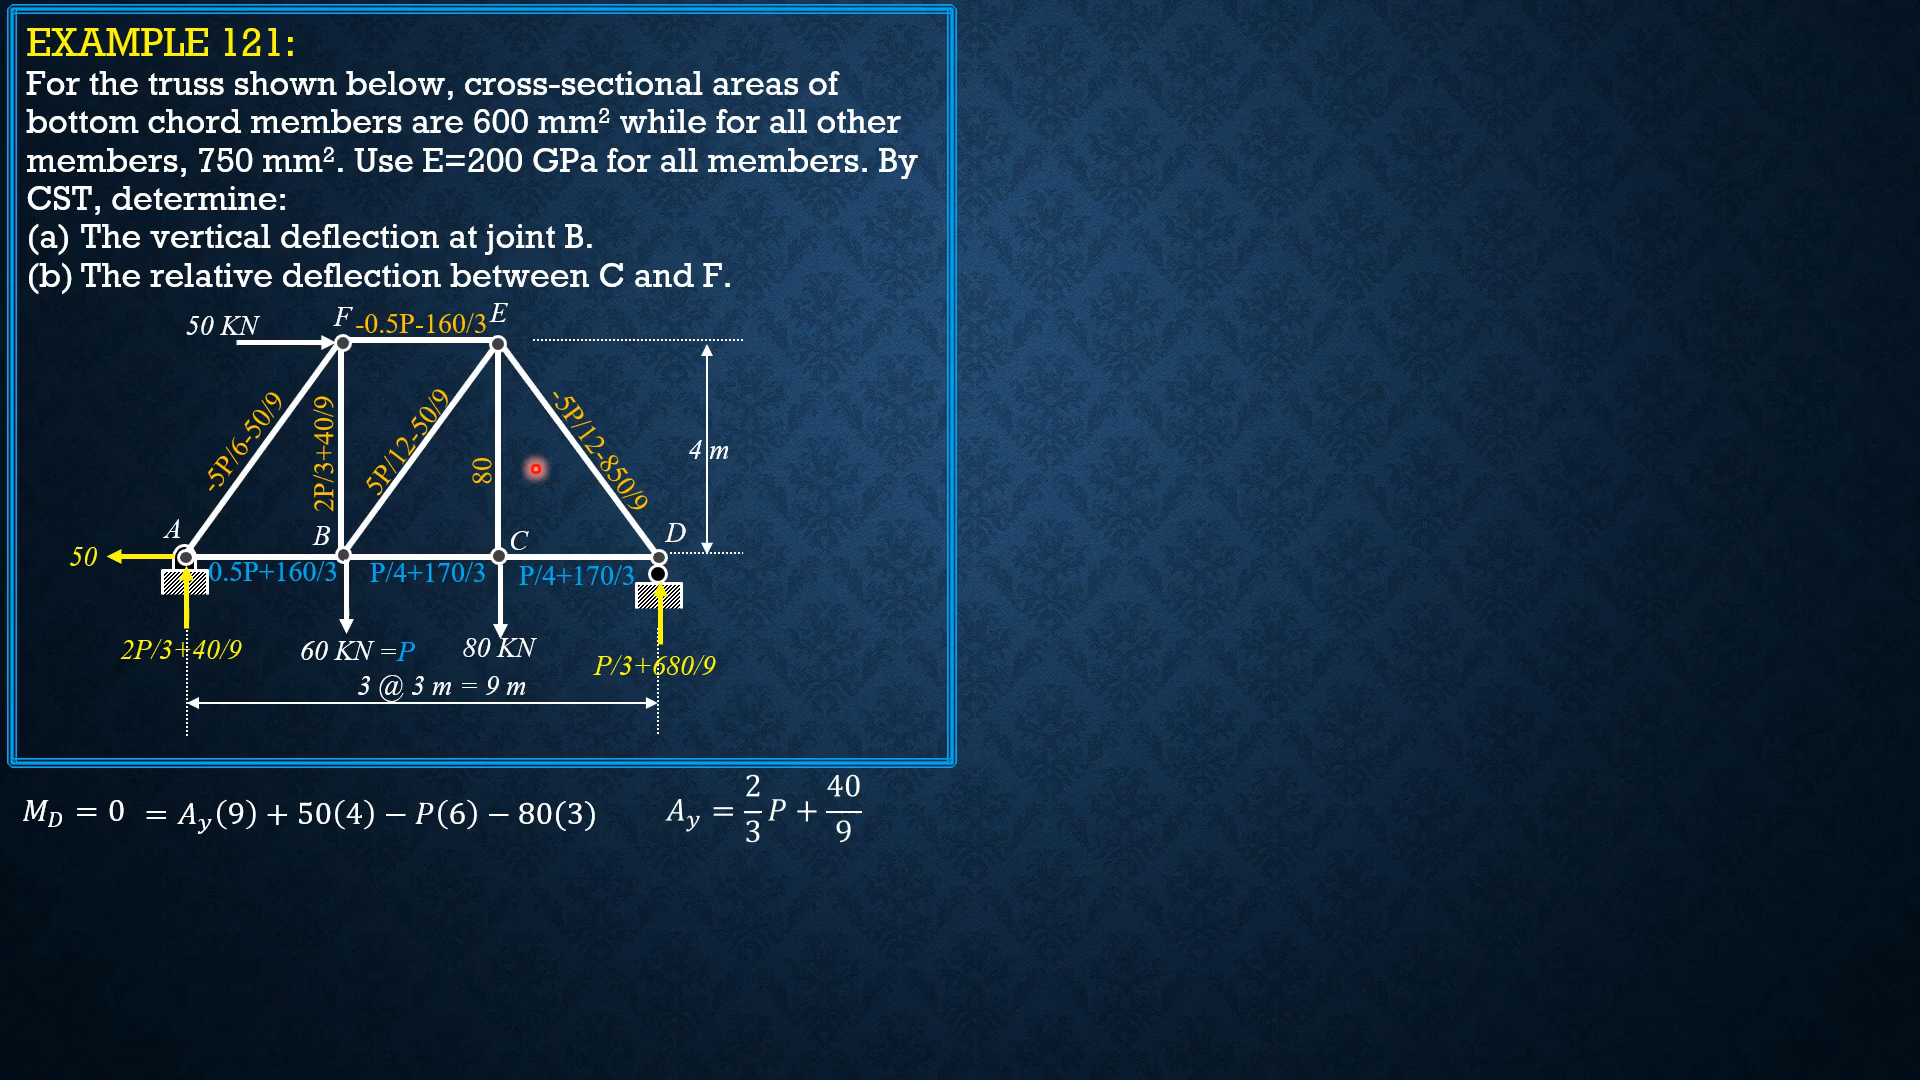 EXAMPLE 121:
For the truss shown below, cross-sectional areas of
bottom chord members are 600 mm² while for all other
members, 750 mm². Use E=200 GPa for all members. By
CST, determine:
(a) The vertical deflection at joint B.
(b) The relative deflection between C and F.
50 KN
F
-0.5P-160/3
E
-5P/6-50/9
2P/3+40/9
5P/12-50/9
80
-5P/12-850/9
4 m
A
B
C
D
50
0.5P+160/3
P/4+170/3
P/4+170/3
2P/3+40/9
60 KN =P
80 KN
P/3+680/9
3 @ 3 m = 9 m
M_D = 0 = A_y(9) + 50(4) − P(6) − 80(3)
A_y = 2/3 P + 40/9